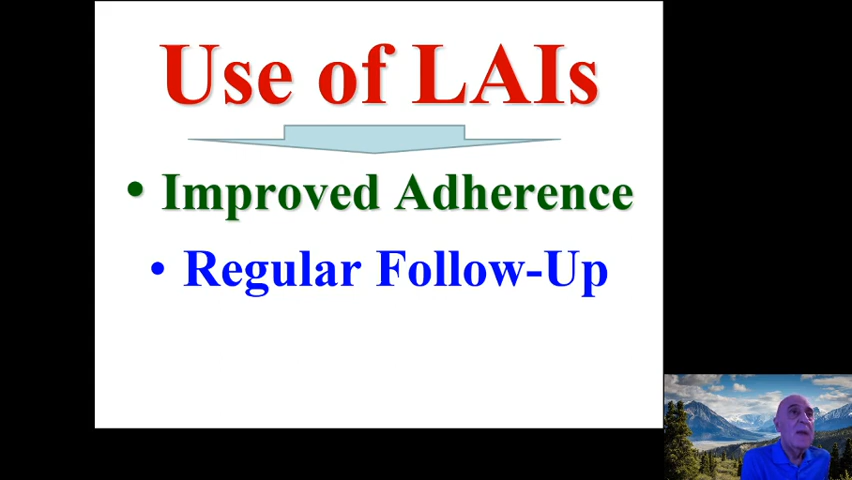 Use of LAIs
• Improved Adherence
• Regular Follow-Up